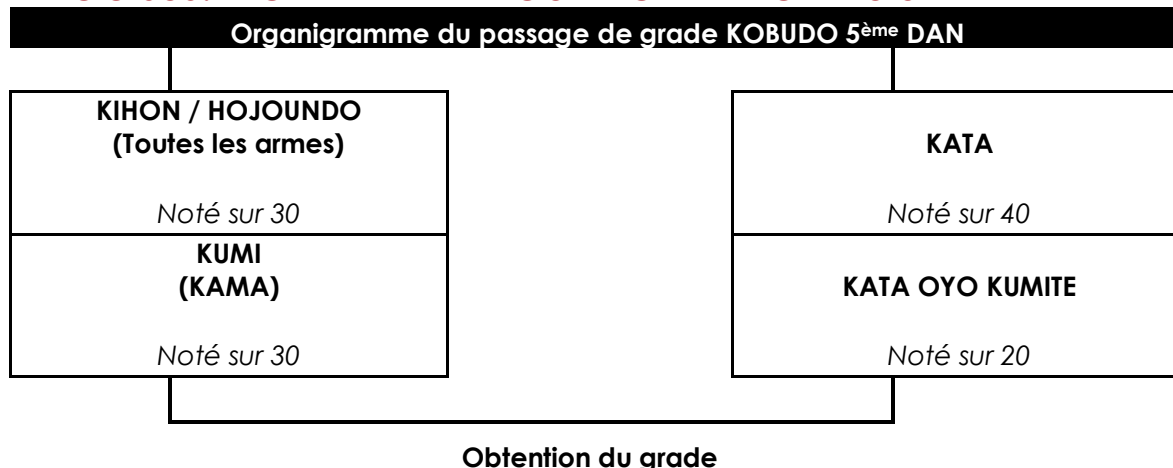 Organigramme du passage de grade KOBUDO 5ème DAN
KIHON / HOJOUNDO
(Toutes les armes)
Noté sur 30
KUMI
(KAMA)
Noté sur 30
KATA
Noté sur 40
KATA OYO KUMITE
Noté sur 20
Obtention du grade